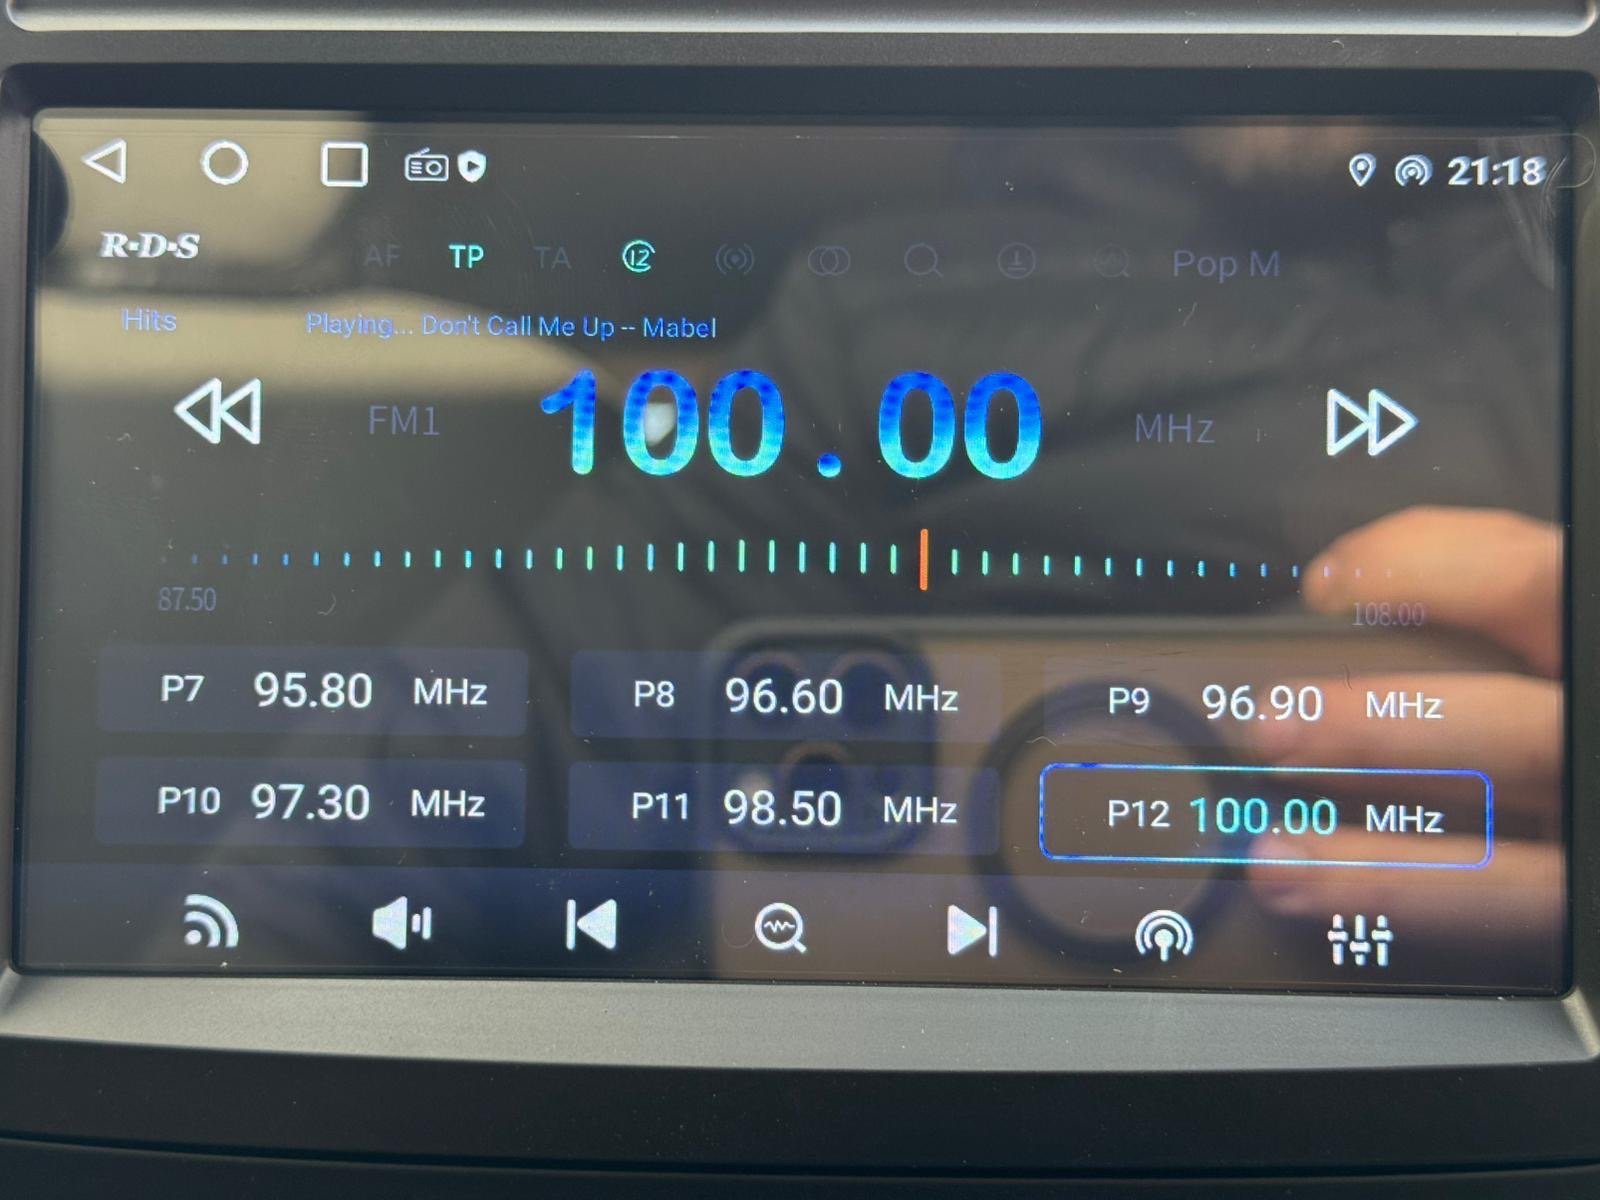 21:18
R·D·S AF TP TA 12 Pop M
Hits Playing... Don't Call Me Up -- Mabel
FM1 100.00 MHz
87.50 108.00
P7 95.80 MHz P8 96.60 MHz P9 96.90 MHz
P10 97.30 MHz P11 98.50 MHz P12 100.00 MHz